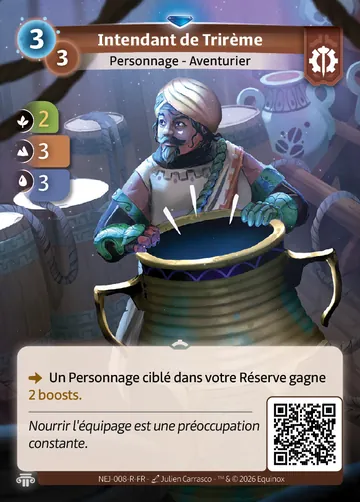 3
3
Intendant de Trirème
Personnage - Aventurier
2
3
3
Un Personnage ciblé dans votre Réserve gagne
2 boosts.
Nourrir l'équipage est une préoccupation
constante.
NEJ-008-R-FR - Julien Carrasco - ™ & © 2026 Equinox